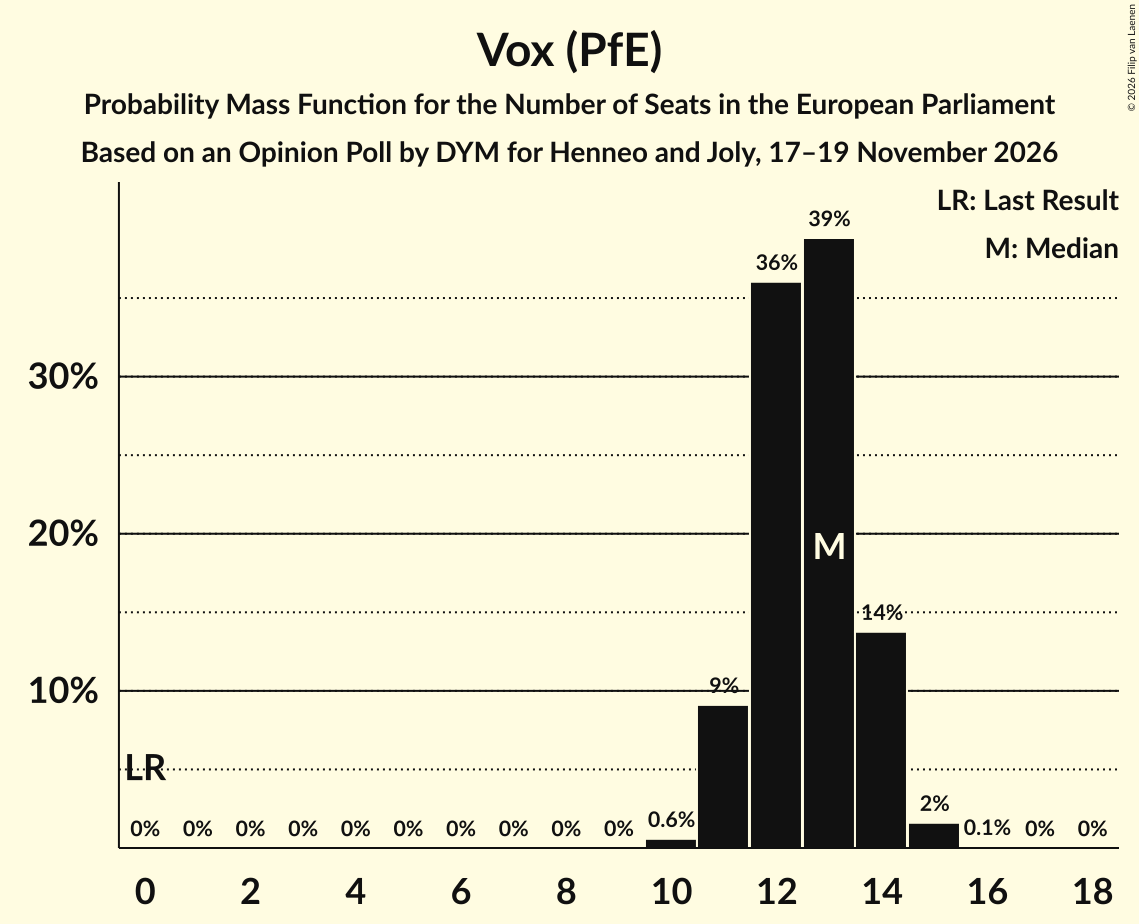 Vox (PfE)
Probability Mass Function for the Number of Seats in the European Parliament
Based on an Opinion Poll by DYM for Henneo and Joly, 17–19 November 2026
© 2026 Filip van Laenen
LR: Last Result
M: Median
30%
20%
10%
LR
M
0% 0% 0% 0% 0% 0% 0% 0% 0% 0% 0.6% 9% 36% 39% 14% 2% 0.1% 0% 0%
0 2 4 6 8 10 12 14 16 18